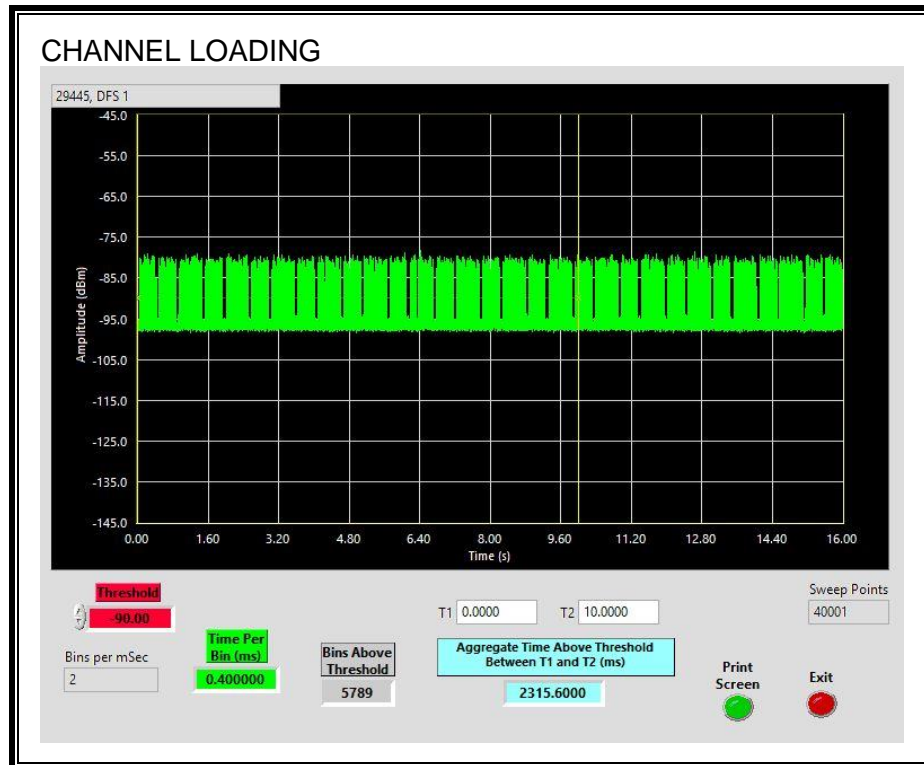 CHANNEL LOADING
29445, DFS 1
-45.0
-55.0
-65.0
-75.0
-85.0
-95.0
-105.0
-115.0
-125.0
-135.0
-145.0
Amplitude (dBm)
0.00 1.60 3.20 4.80 6.40 8.00 9.60 11.20 12.80 14.40 16.00
Time (s)
Threshold
-90.00
Bins per mSec
2
Time Per
Bin (ms)
0.400000
Bins Above
Threshold
5789
T1 0.0000 T2 10.0000
Aggregate Time Above Threshold
Between T1 and T2 (ms)
2315.6000
Sweep Points
40001
Print
Screen
Exit